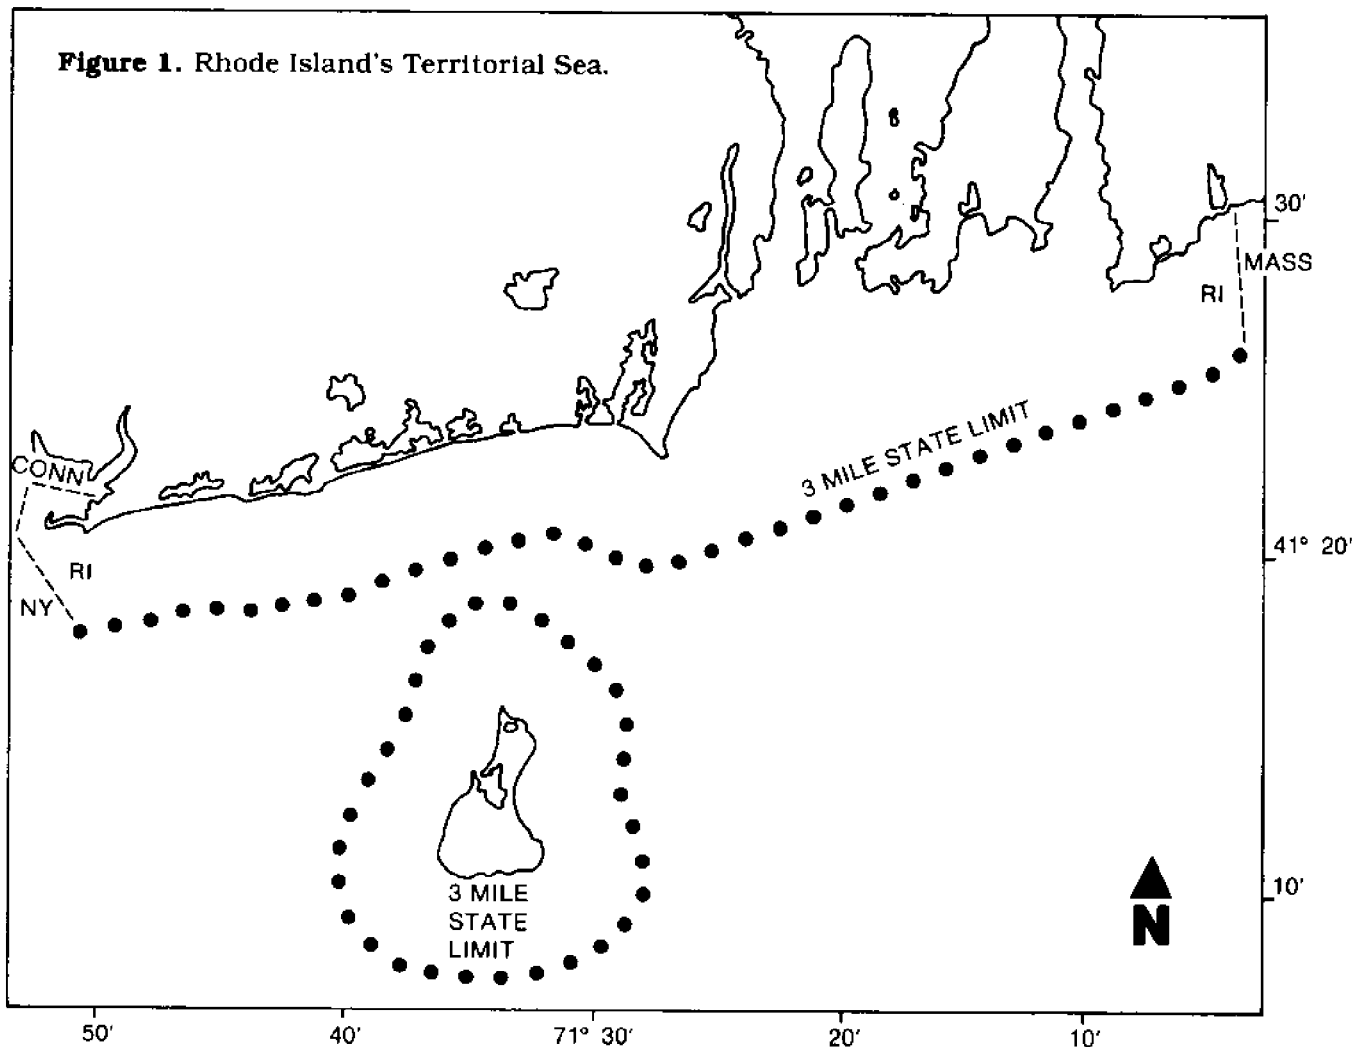 Figure 1. Rhode Island's Territorial Sea.
30'
MASS
RI
3 MILE STATE LIMIT
CONN
41° 20'
RI
NY
10'
3 MILE
STATE
LIMIT
N
50'
40'
71° 30'
20'
10'